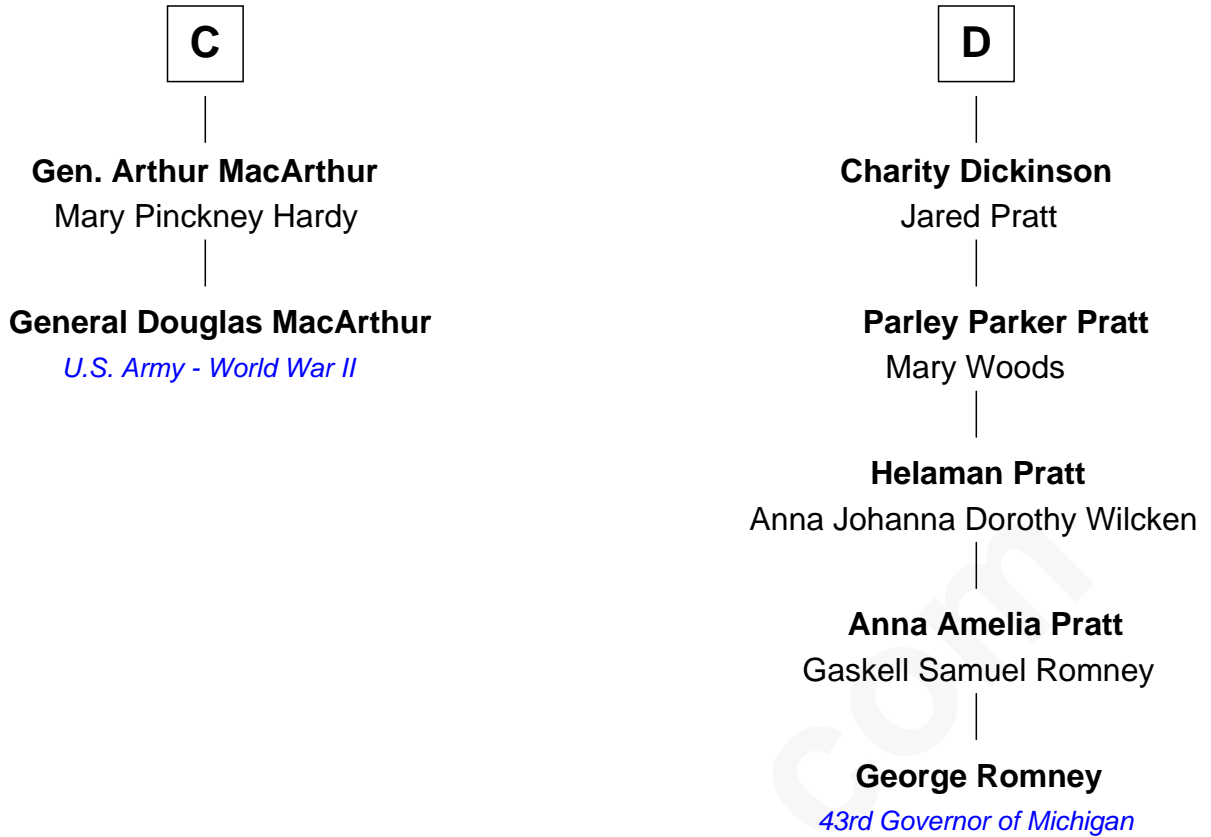 C
Gen. Arthur MacArthur
Mary Pinckney Hardy
General Douglas MacArthur
U.S. Army - World War II
D
Charity Dickinson
Jared Pratt
Parley Parker Pratt
Mary Woods
Helaman Pratt
Anna Johanna Dorothy Wilcken
Anna Amelia Pratt
Gaskell Samuel Romney
George Romney
43rd Governor of Michigan
com